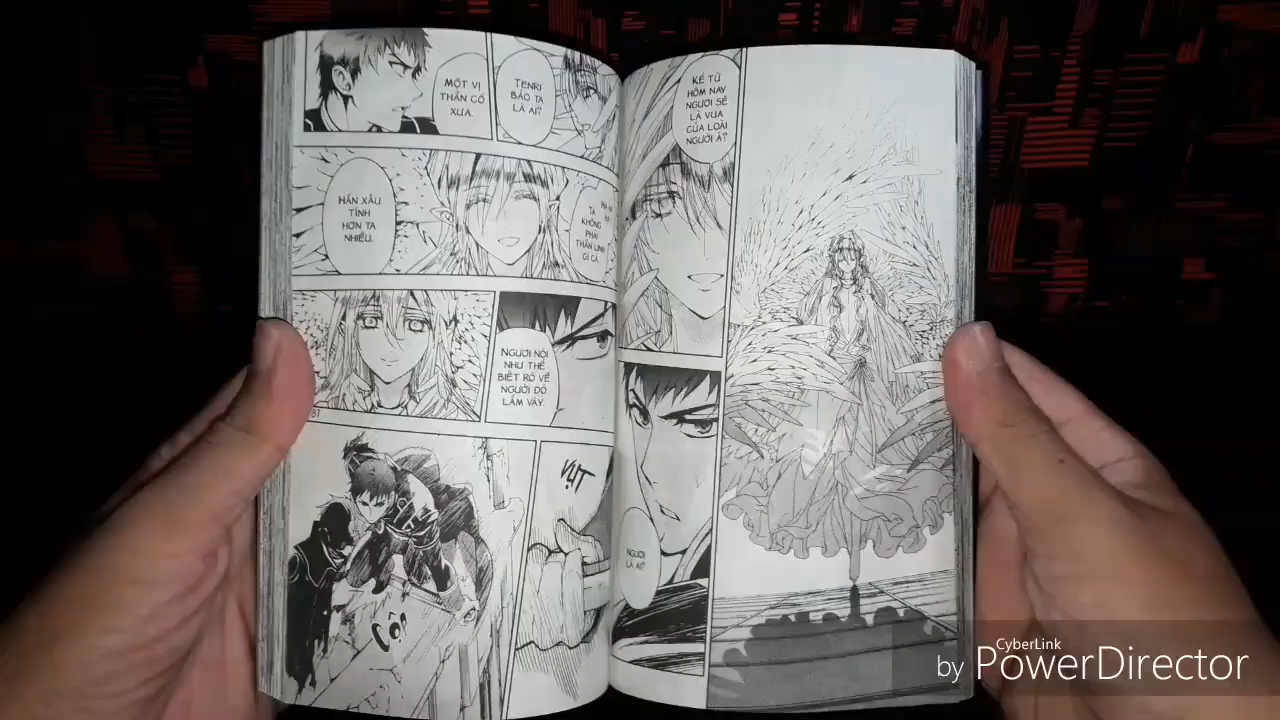 MỘT VỊ
THẦN CỔ
XƯA.
TENRI
BẢO TA
LÀ AI?
HẮN XẤU
TÍNH
HƠN TA
NHIỀU.
TA
KHÔNG
PHẢI
THẦN LINH
GÌ CẢ
NGƯƠI NÓI
NHƯ THỂ
BIẾT RÕ VỀ
NGƯỜI ĐÓ
LẮM VẬY.
81
VỤT
CỘP
KỂ TỪ
HÔM NAY
NGƯƠI SẼ
LÀ VUA
CỦA LOÀI
NGƯỜI À?
NGƯƠI
LÀ AI?
by CyberLink
PowerDirector